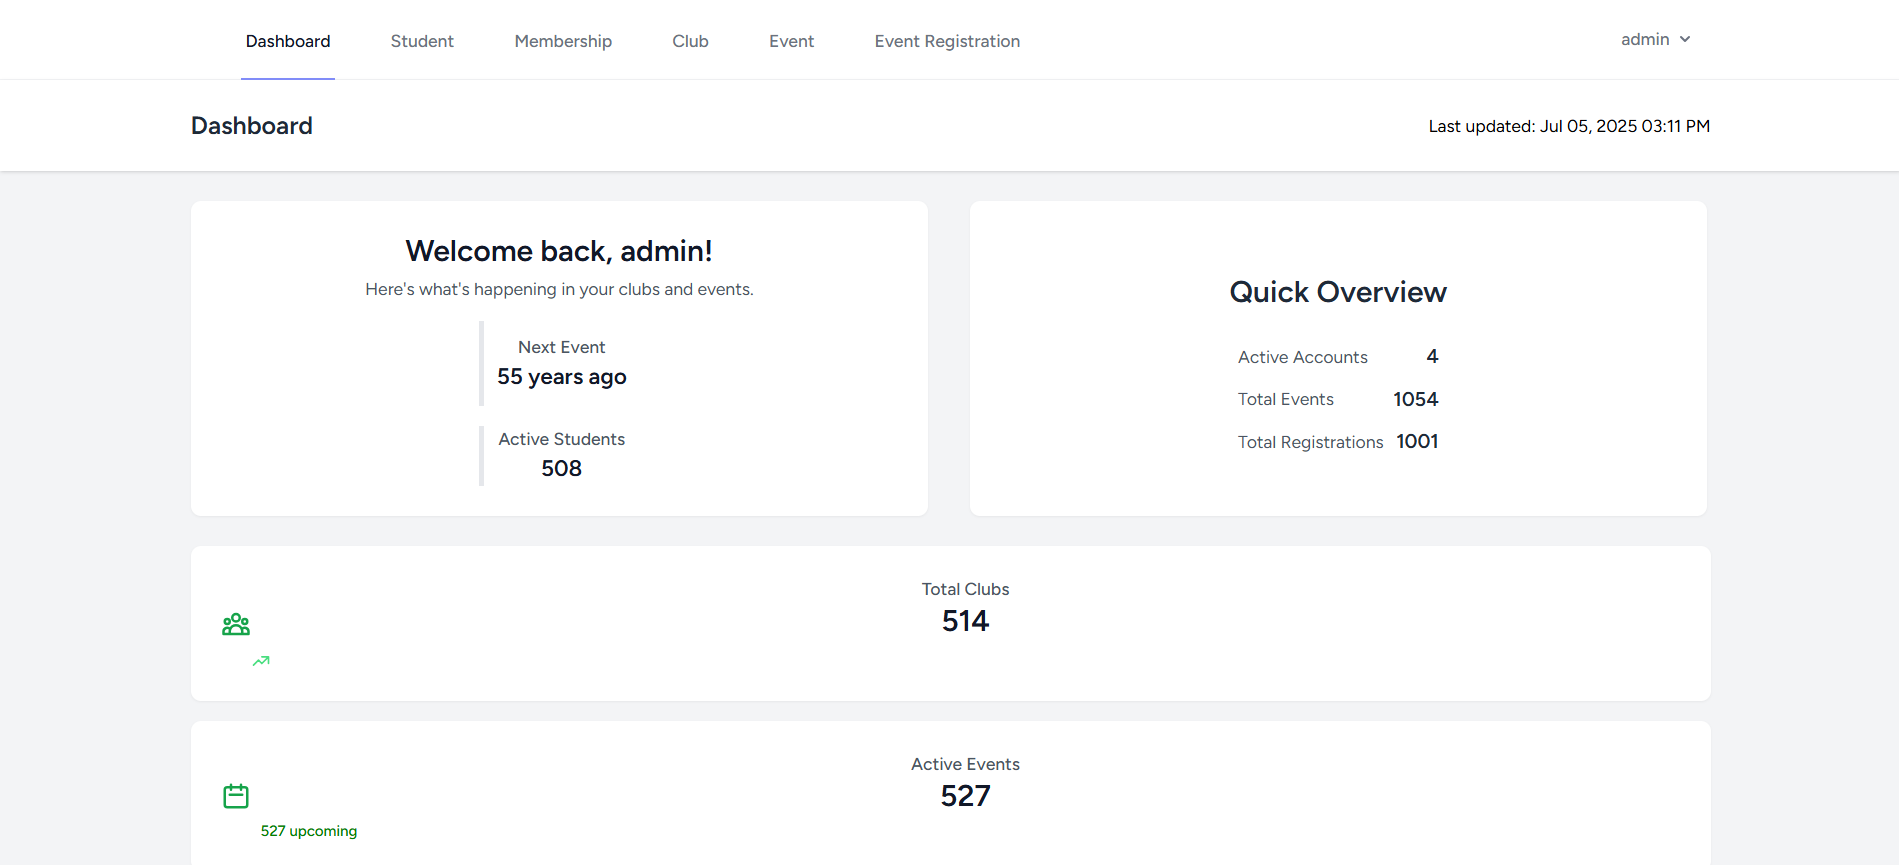 Dashboard Student Membership Club Event Event Registration admin
Dashboard Last updated: Jul 05, 2025 03:11 PM
Welcome back, admin!
Here's what's happening in your clubs and events.
Next Event
55 years ago
Active Students
508
Quick Overview
Active Accounts 4
Total Events 1054
Total Registrations 1001
Total Clubs
514
Active Events
527
527 upcoming